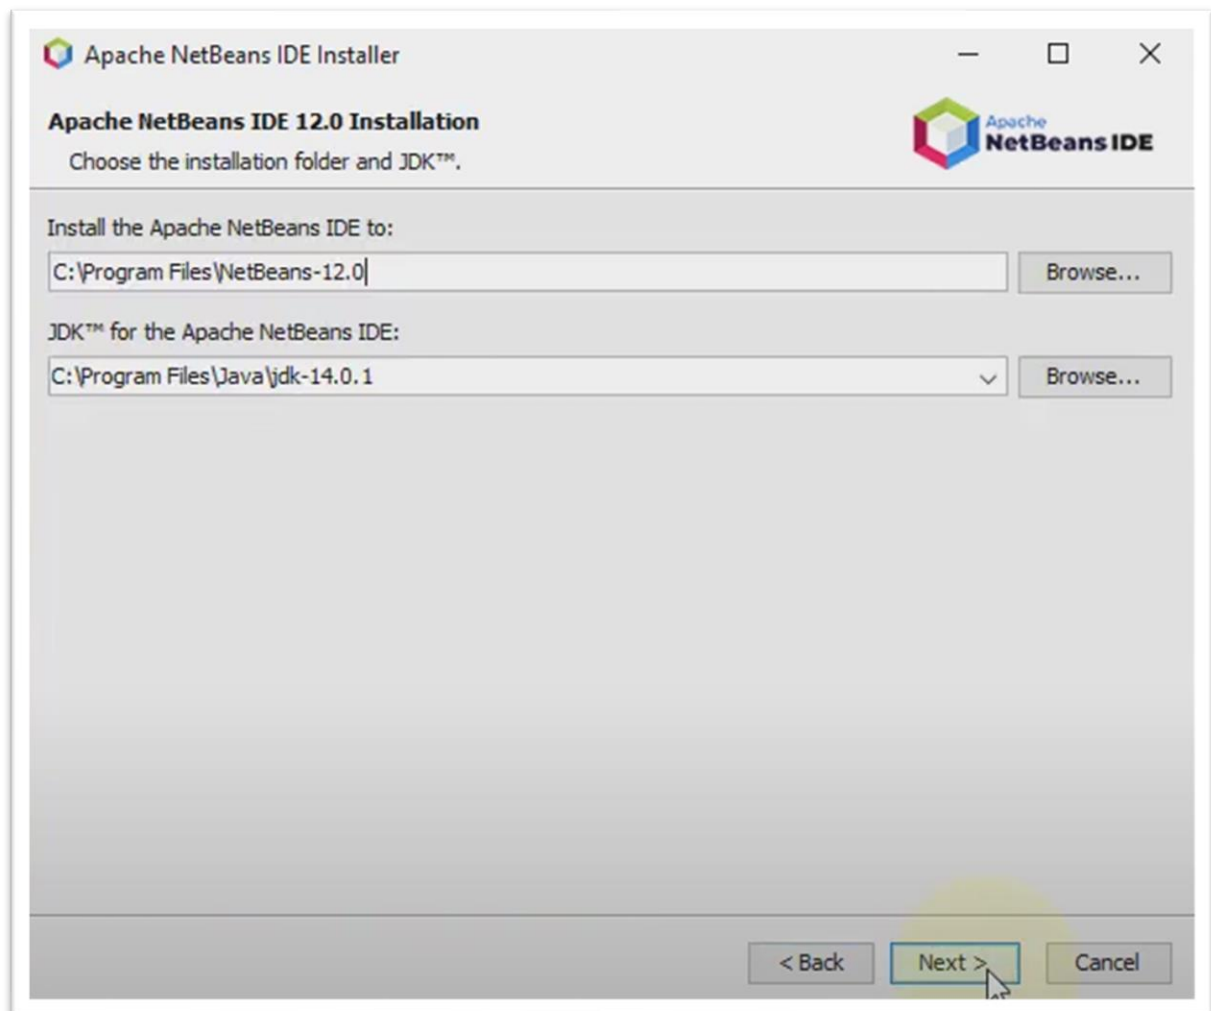 Apache NetBeans IDE Installer
Apache NetBeans IDE 12.0 Installation
Choose the installation folder and JDK™.
Apache
NetBeans IDE
Install the Apache NetBeans IDE to:
C:\Program Files\NetBeans-12.0
Browse...
JDK™ for the Apache NetBeans IDE:
C:\Program Files\Java\jdk-14.0.1
Browse...
< Back
Next >
Cancel